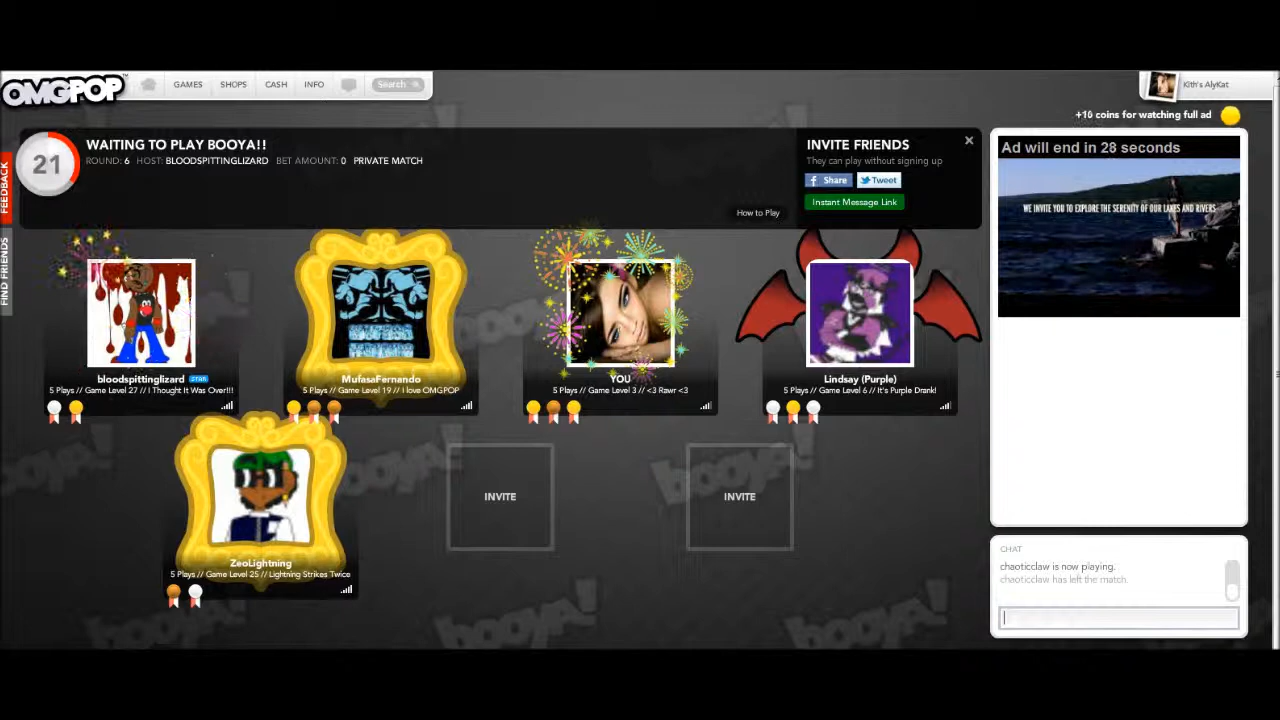 OMGPOP
GAMES
SHOPS
CASH
INFO
Search
Kith's AlyKat
+10 coins for watching full ad
21
WAITING TO PLAY BOOYA!!
ROUND: 6 HOST: BLOODSPITTINGLIZARD BET AMOUNT: 0 PRIVATE MATCH
How to Play
INVITE FRIENDS
They can play without signing up
Share
Tweet
Instant Message Link
FEEDBACK
FIND FRIENDS
Ad will end in 28 seconds
WE INVITE YOU TO EXPLORE THE SERENITY OF OUR LAKES AND RIVERS
bloodspittinglizard STAR
5 Plays // Game Level 27 // I Thought It Was Over!!!
MufasaFernando
5 Plays // Game Level 19 // I love OMGPOP
YOU
5 Plays // Game Level 3 // <3 Rawr <3
Lindsay (Purple)
5 Plays // Game Level 6 // It's Purple Drank!
INVITE
INVITE
ZeoLightning
5 Plays // Game Level 25 // Lightning Strikes Twice
CHAT
chaoticclaw is now playing.
chaoticclaw has left the match.
booya!
booya!
booya!